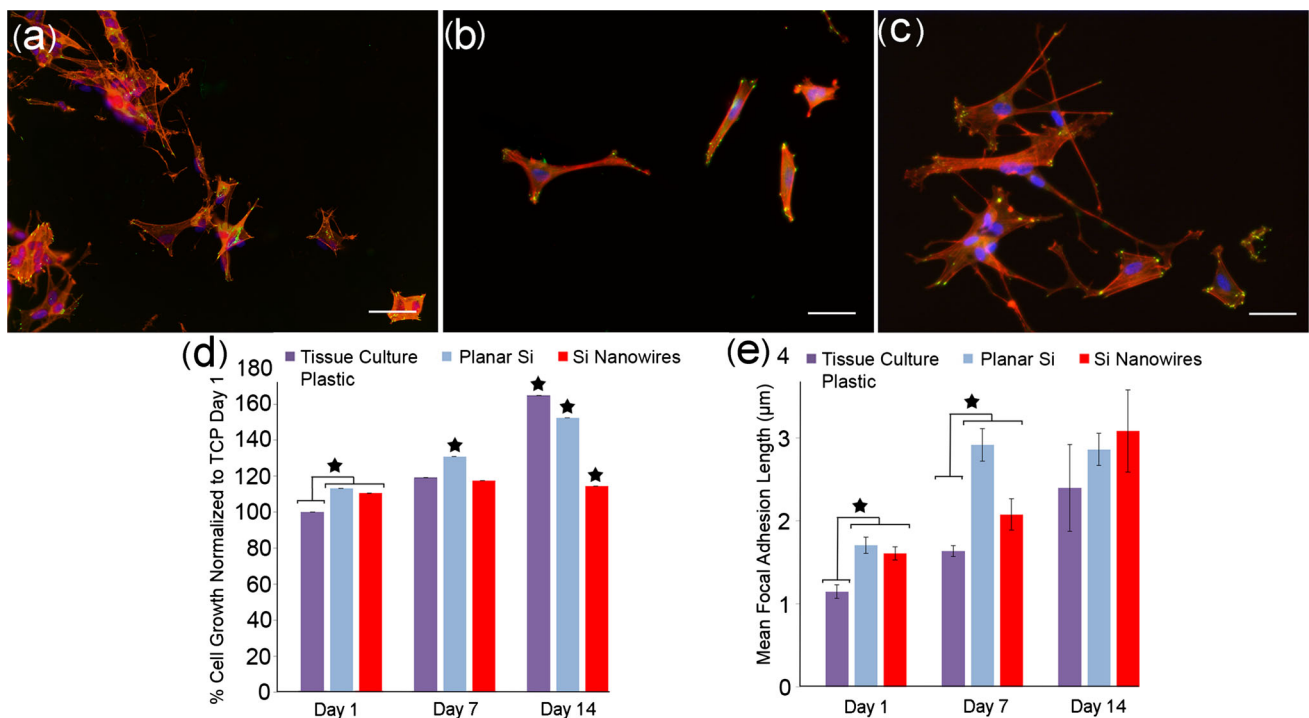 (a)
(b)
(c)
(d)
Tissue Culture Plastic
Planar Si
Si Nanowires
% Cell Growth Normalized to TCP Day 1
180
160
140
120
100
80
60
40
20
0
Day 1
Day 7
Day 14
(e)
Tissue Culture Plastic
Planar Si
Si Nanowires
Mean Focal Adhesion Length (μm)
4
3
2
1
0
Day 1
Day 7
Day 14